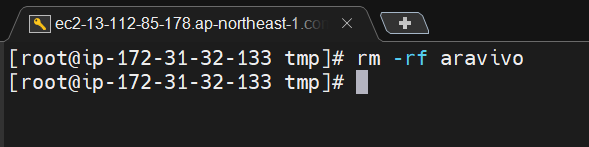 ec2-13-112-85-178.ap-northeast-1.co
[root@ip-172-31-32-133 tmp]# rm -rf aravivo
[root@ip-172-31-32-133 tmp]#